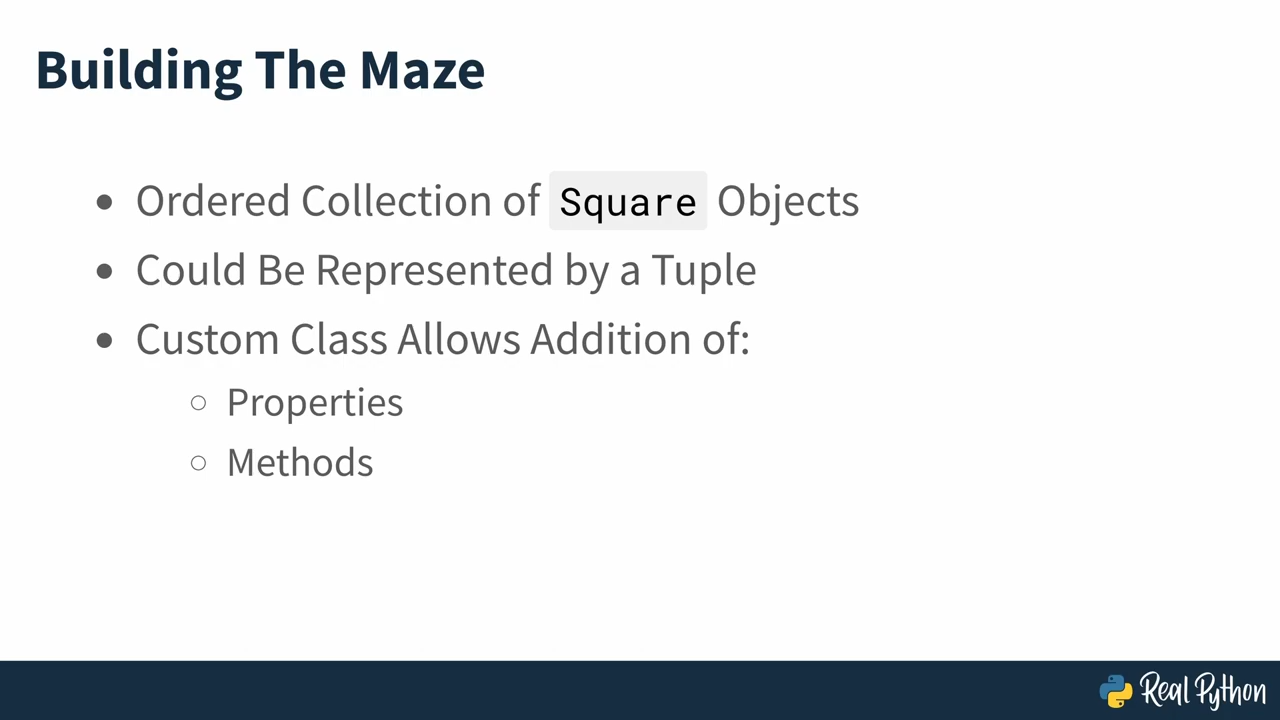 Building The Maze
Ordered Collection of Square Objects
Could Be Represented by a Tuple
Custom Class Allows Addition of:
Properties
Methods
Real Python